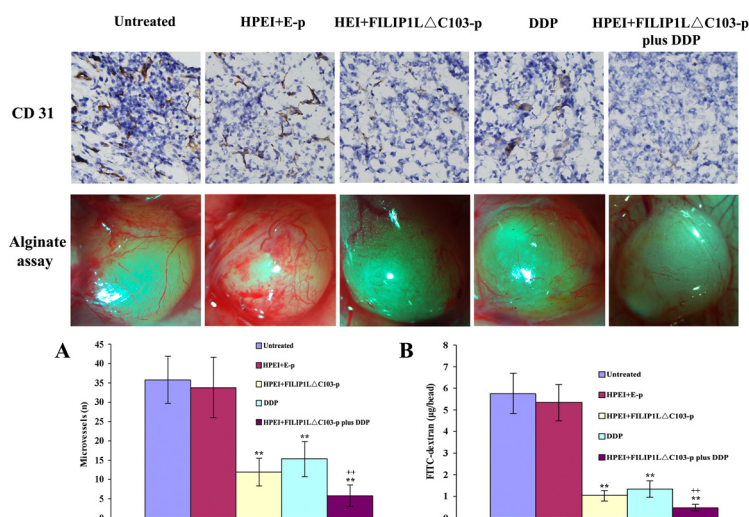 Untreated
HPEI+E-p
HEI+FILIP1L△C103-p
DDP
HPEI+FILIP1L△C103-p
plus DDP
CD 31
Alginate
assay
A
45
40
35
30
25
20
15
10
5
0
Microvessels (n)
Untreated
HPEI+E-p
HPEI+FILIP1L△C103-p
DDP
HPEI+FILIP1L△C103-p plus DDP
**
**
++
**
B
8
7
6
5
4
3
2
1
0
FITC-dextran (μg/bead)
Untreated
HPEI+E-p
HPEI+FILIP1L△C103-p
DDP
HPEI+FILIP1L△C103-p plus DDP
**
**
++
**